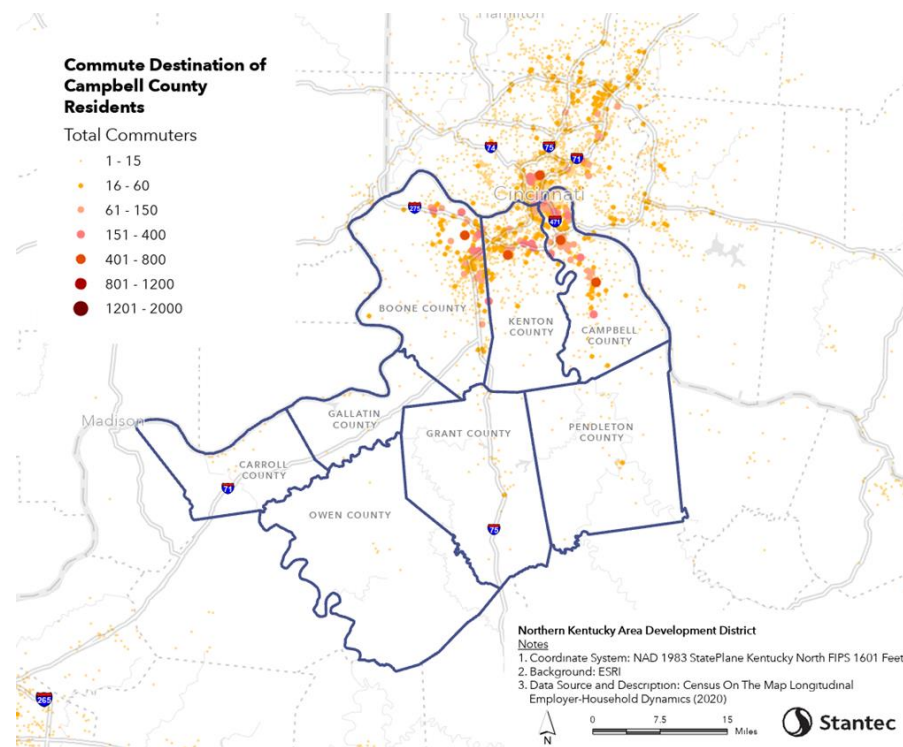 Hamilton
Commute Destination of
Campbell County
Residents
Total Commuters
1 - 15
16 - 60
61 - 150
151 - 400
401 - 800
801 - 1200
1201 - 2000
74
75
71
Cincinnati
275
471
BOONE COUNTY
KENTON
COUNTY
CAMPBELL
COUNTY
Madison
GALLATIN
COUNTY
GRANT COUNTY
PENDLETON
COUNTY
CARROLL
COUNTY
71
OWEN COUNTY
75
265
Northern Kentucky Area Development District
Notes
1. Coordinate System: NAD 1983 StatePlane Kentucky North FIPS 1601 Feet
2. Background: ESRI
3. Data Source and Description: Census On The Map Longitudinal
Employer-Household Dynamics (2020)
N
0 7.5 15
Miles
Stantec